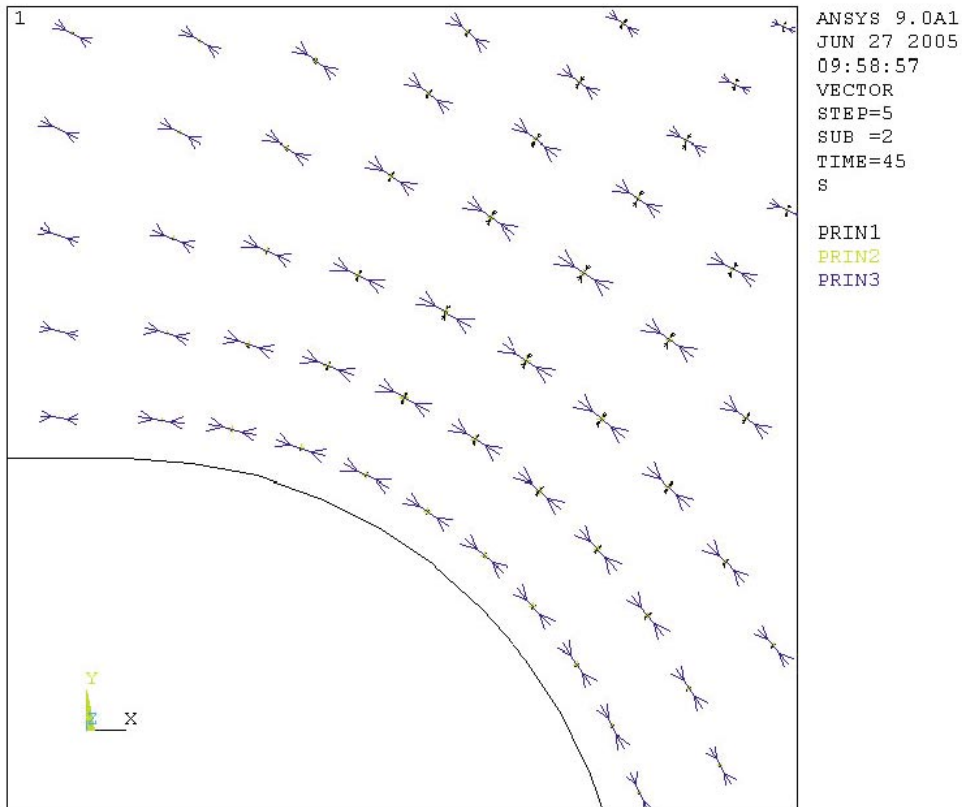 1
ANSYS 9.0A1
JUN 27 2005
09:58:57
VECTOR
STEP=5
SUB =2
TIME=45
S
PRIN1
PRIN2
PRIN3
Y
Z X